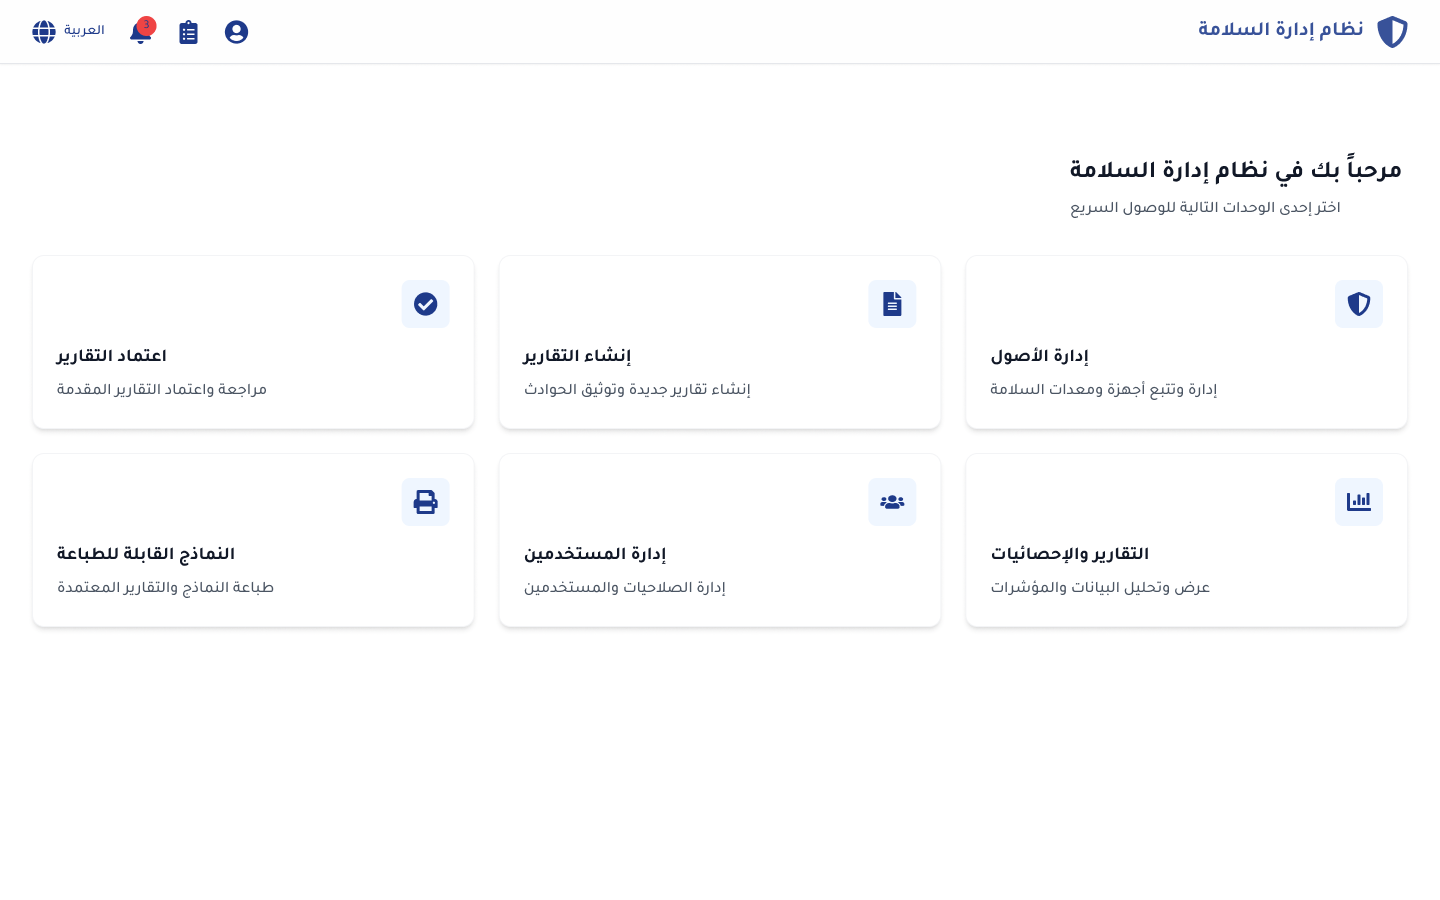 نظام إدارة السلامة
3
العربية
مرحباً بك في نظام إدارة السلامة
اختر إحدى الوحدات التالية للوصول السريع
إدارة الأصول
إدارة وتتبع أجهزة ومعدات السلامة
إنشاء التقارير
إنشاء تقارير جديدة وتوثيق الحوادث
اعتماد التقارير
مراجعة واعتماد التقارير المقدمة
التقارير والإحصائيات
عرض وتحليل البيانات والمؤشرات
إدارة المستخدمين
إدارة الصلاحيات والمستخدمين
النماذج القابلة للطباعة
طباعة النماذج والتقارير المعتمدة